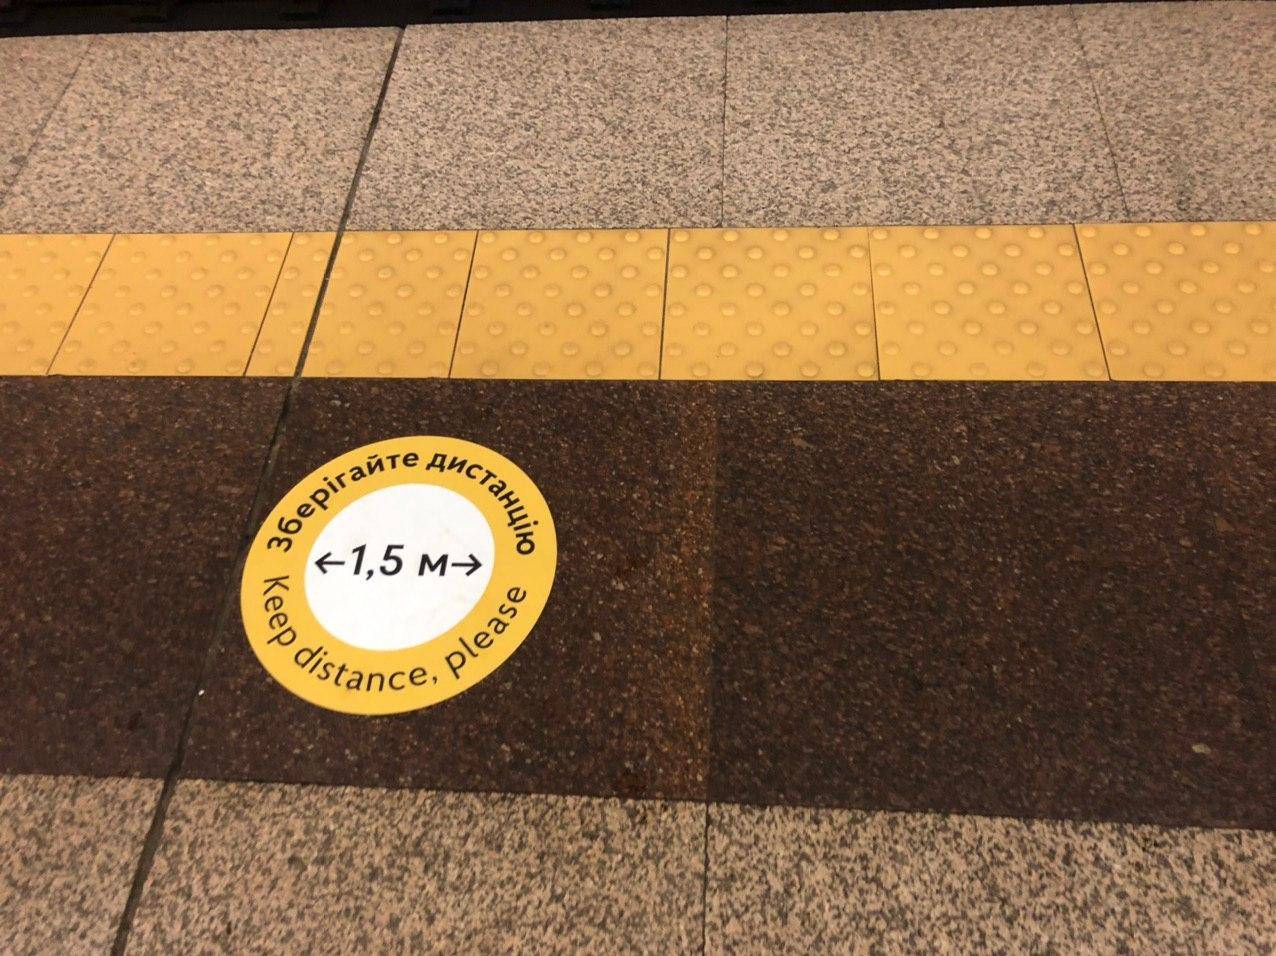 Зберігайте дистанцію
←1,5 м→
Keep distance, please